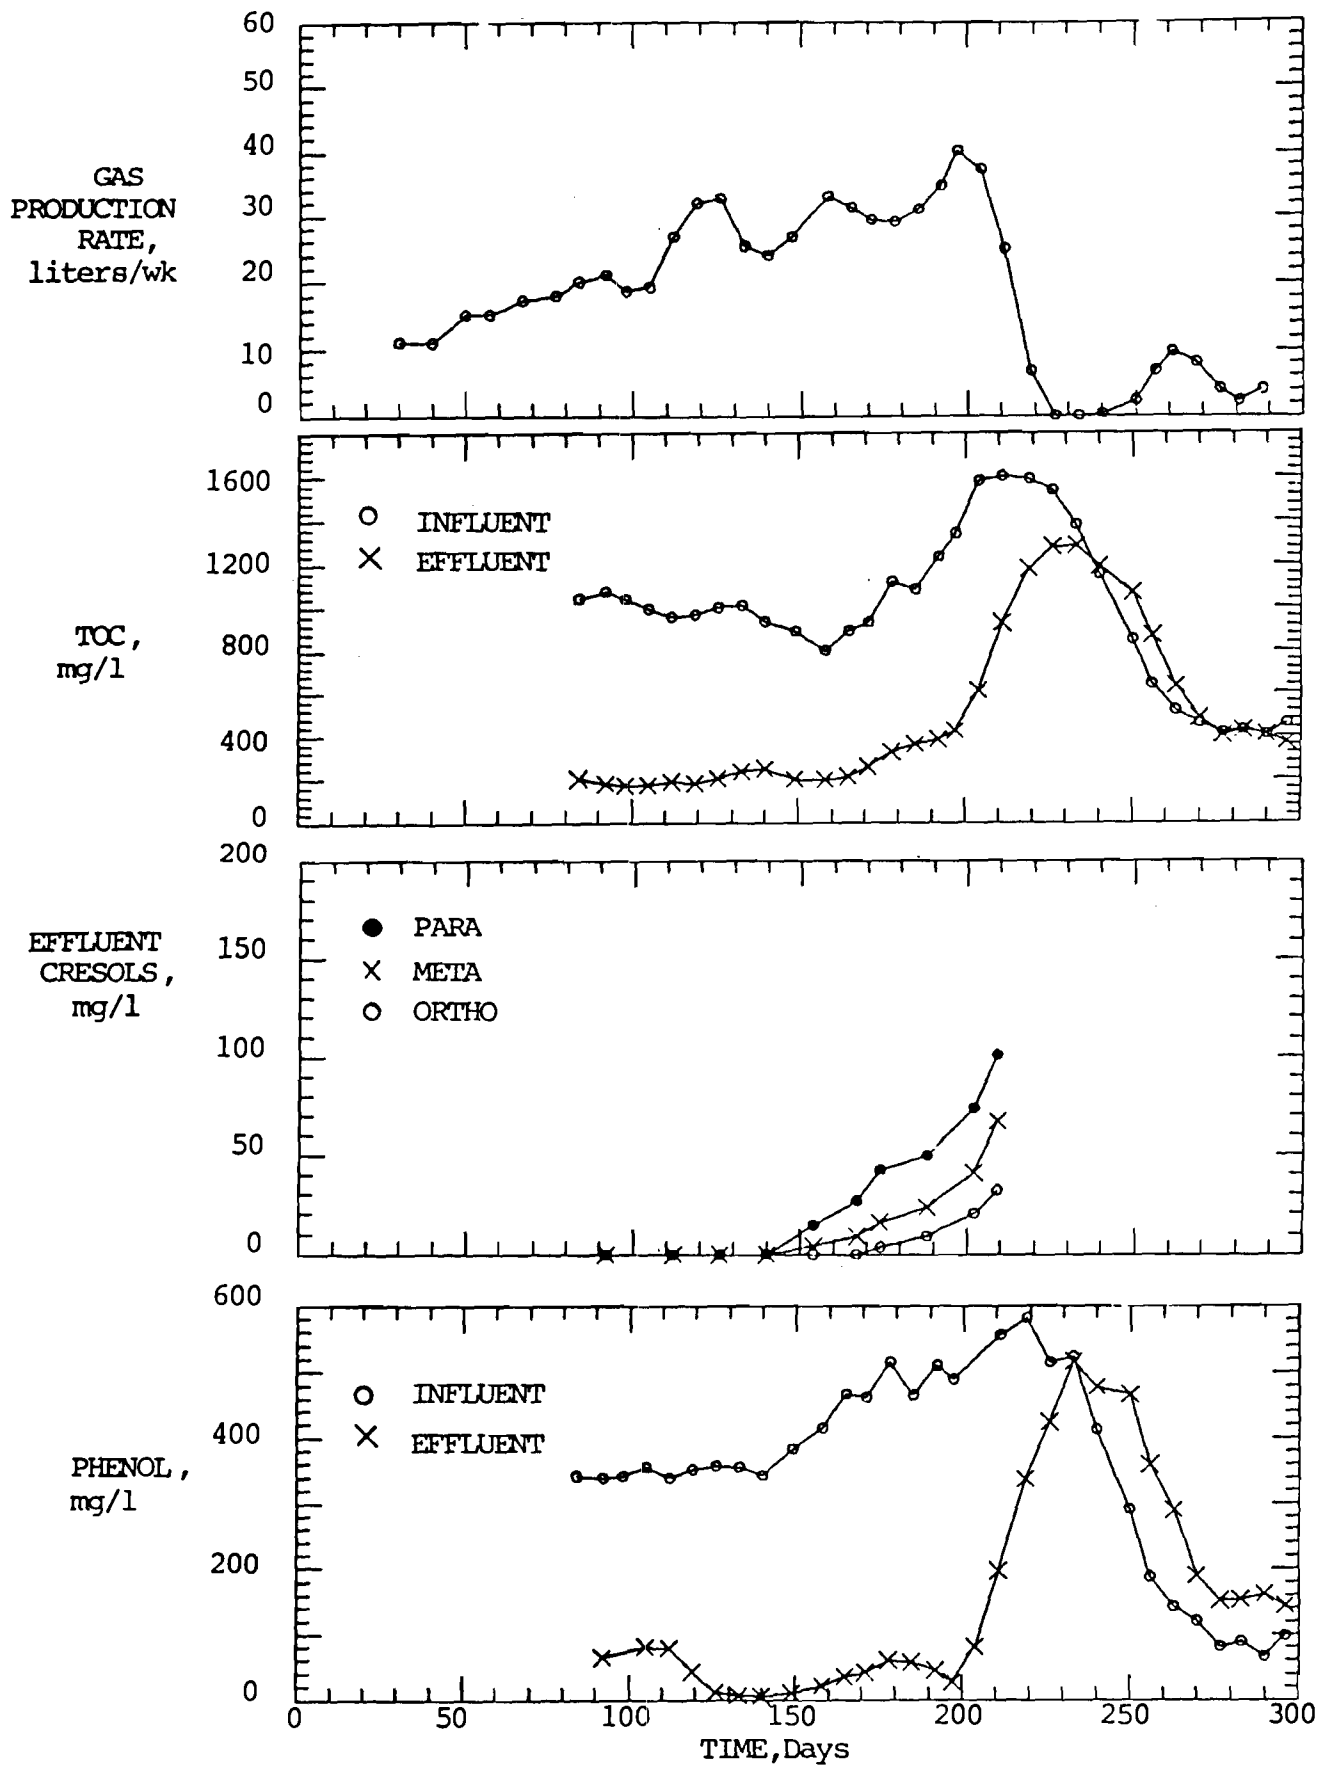 60
50
40
30
20
10
0
GAS
PRODUCTION
RATE,
liters/wk
1600
1200
800
400
0
TOC,
mg/l
INFLUENT
EFFLUENT
200
150
100
50
0
EFFLUENT
CRESOLS,
mg/l
PARA
META
ORTHO
600
400
200
0
PHENOL,
mg/l
INFLUENT
EFFLUENT
0 50 100 150 200 250 300
TIME,Days